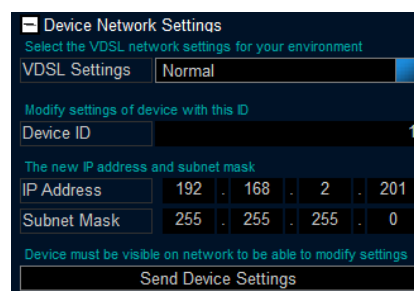 Device Network Settings
Select the VDSL network settings for your environment
VDSL Settings Normal
Modify settings of device with this ID
Device ID 1
The new IP address and subnet mask
IP Address 192 . 168 . 2 . 201
Subnet Mask 255 . 255 . 255 . 0
Device must be visible on network to be able to modify settings
Send Device Settings